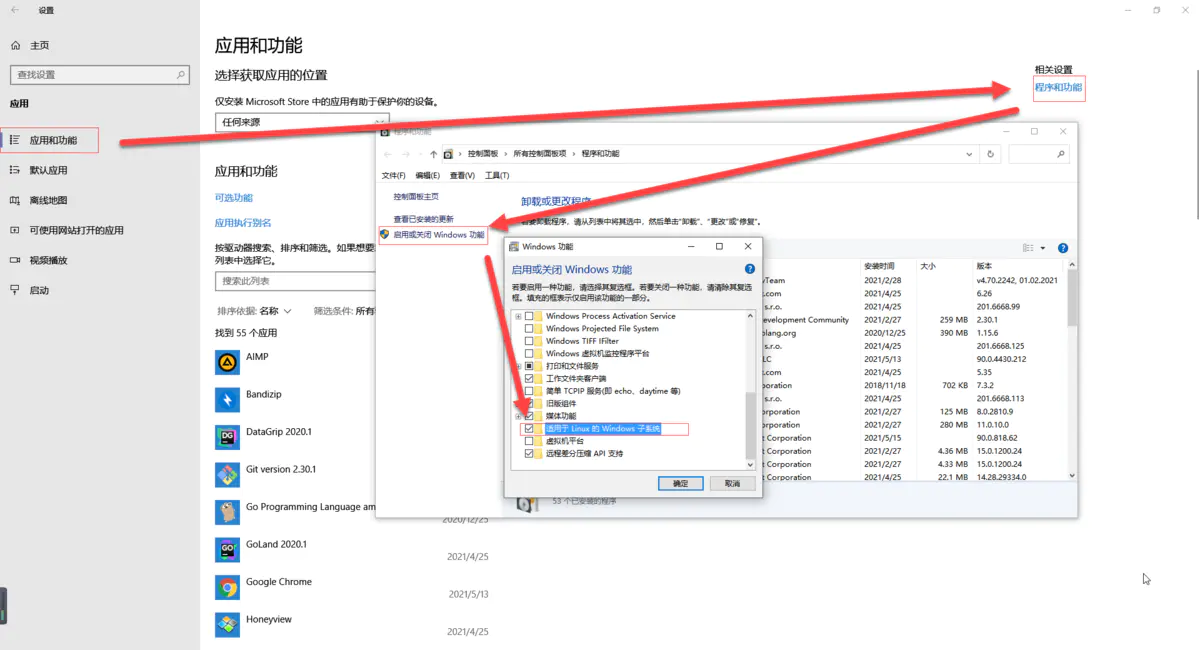 设置
主页
查找设置
应用
应用和功能
默认应用
离线地图
可使用网站打开的应用
视频播放
启动
应用和功能
选择获取应用的位置
仅安装 Microsoft Store 中的应用有助于保护你的设备。
任何来源
应用和功能
可选功能
应用执行别名
按驱动器搜索、排序和筛选。如果想要
列表中选择它。
搜索此列表
排序依据: 名称 筛选条件: 所有
找到 55 个应用
AIMP
Bandizip
DataGrip 2020.1
Git version 2.30.1
Go Programming Language am
2020/12/25
GoLand 2020.1
2021/4/25
Google Chrome
2021/5/13
Honeyview
2021/4/25
相关设置
程序和功能
程序和功能
控制面板 › 所有控制面板项 › 程序和功能
文件(F) 编辑(E) 查看(V) 工具(T)
控制面板主页
查看已安装的更新
启用或关闭 Windows 功能
卸载或更改程序
若要卸载程序，请从列表中将其选中，然后单击"卸载"、"更改"或"修复"。
安装时间 大小 版本
Team 2021/2/28 v4.70.2242, 01.02.2021
.com 2021/4/25 6.26
s.r.o. 2021/4/25 201.6668.99
evelopment Community 2021/2/27 259 MB 2.30.1
olang.org 2020/12/25 390 MB 1.15.6
s.r.o. 2021/4/25 201.6668.125
LC 2021/5/13 90.0.4430.212
.com 2021/4/25 5.35
poration 2018/11/18 702 KB 7.3.2
s.r.o. 2021/4/25 201.6668.113
orporation 2021/2/27 125 MB 8.0.2810.9
orporation 2021/2/27 280 MB 11.0.10.0
t Corporation 2021/5/15 90.0.818.62
t Corporation 2021/2/27 4.36 MB 15.0.1200.24
t Corporation 2021/2/27 4.33 MB 15.0.1200.24
t Corporation 2021/4/25 22.1 MB 14.28.29334.0
53 个已安装的程序
Windows 功能
启用或关闭 Windows 功能
若要启用一种功能，请选择其复选框。若要关闭一种功能，请清除其复选
框。填充的框表示仅启用该功能的一部分。
Windows Process Activation Service
Windows Projected File System
Windows TIFF IFilter
Windows 虚拟机监控程序平台
打印和文件服务
工作文件夹客户端
简单 TCPIP 服务(即 echo、daytime 等)
旧版组件
媒体功能
适用于 Linux 的 Windows 子系统
虚拟机平台
远程差分压缩 API 支持
确定
取消